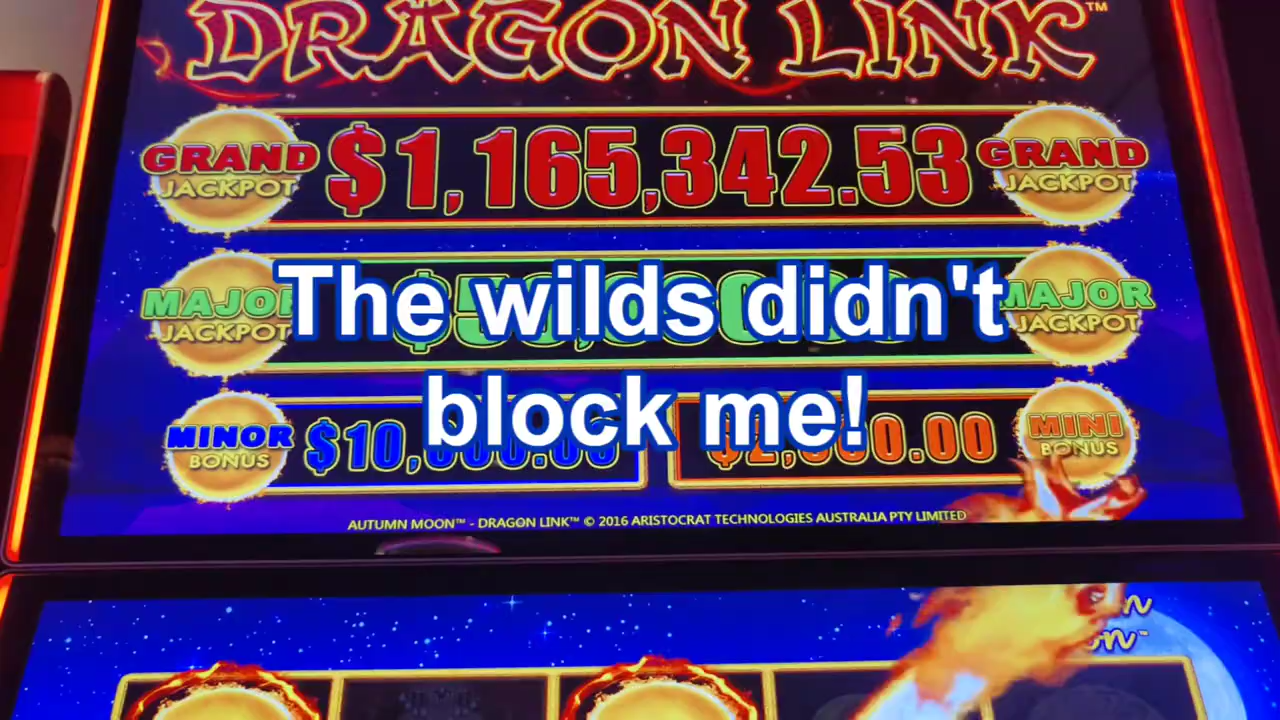 DRAGON LINK™
GRAND JACKPOT $1,165,342.53 GRAND JACKPOT
MAJOR JACKPOT MAJOR JACKPOT
The wilds didn't
block me!
MINOR BONUS MINI BONUS
AUTUMN MOON™ - DRAGON LINK™ © 2016 ARISTOCRAT TECHNOLOGIES AUSTRALIA PTY LIMITED